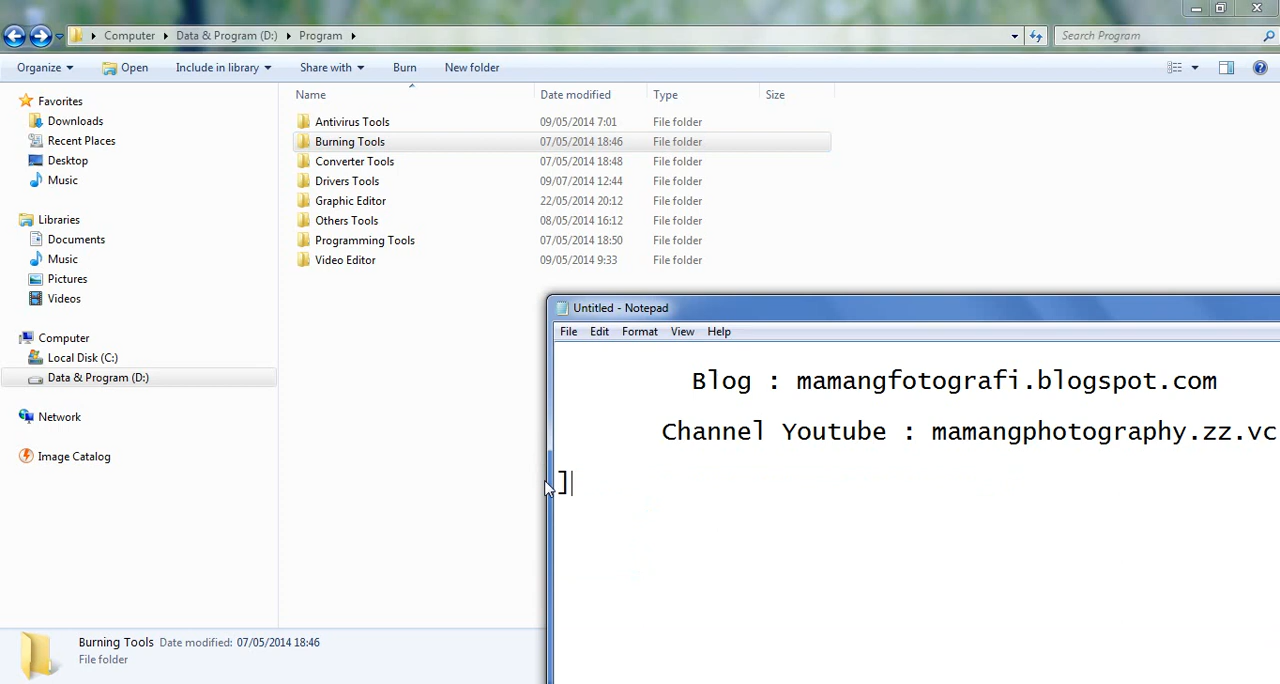 Computer Data & Program (D:) Program
Search Program
Organize Open Include in library Share with Burn New folder
Name Date modified Type Size
Favorites
Downloads
Recent Places
Desktop
Music
Libraries
Documents
Music
Pictures
Videos
Computer
Local Disk (C:)
Data & Program (D:)
Network
Image Catalog
Antivirus Tools 09/05/2014 7:01 File folder
Burning Tools 07/05/2014 18:46 File folder
Converter Tools 07/05/2014 18:48 File folder
Drivers Tools 09/07/2014 12:44 File folder
Graphic Editor 22/05/2014 20:12 File folder
Others Tools 08/05/2014 16:12 File folder
Programming Tools 07/05/2014 18:50 File folder
Video Editor 09/05/2014 9:33 File folder
Untitled - Notepad
File Edit Format View Help
Blog : mamangfotografi.blogspot.com
Channel Youtube : mamangphotography.zz.vc
]
Burning Tools Date modified: 07/05/2014 18:46
File folder